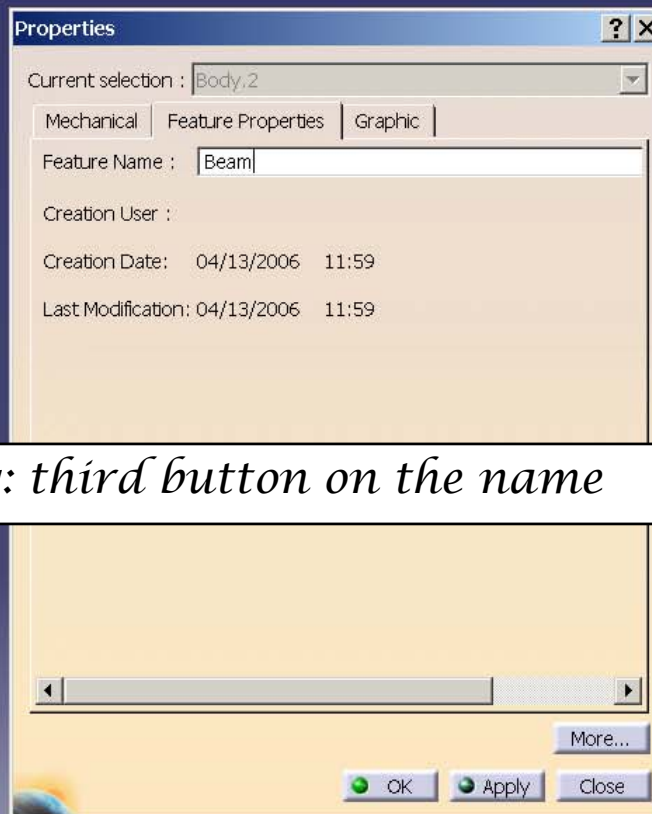 Properties
Current selection : Body.2
Mechanical Feature Properties Graphic
Feature Name : Beam
Creation User :
Creation Date: 04/13/2006 11:59
Last Modification: 04/13/2006 11:59
: third button on the name
More...
OK Apply Close